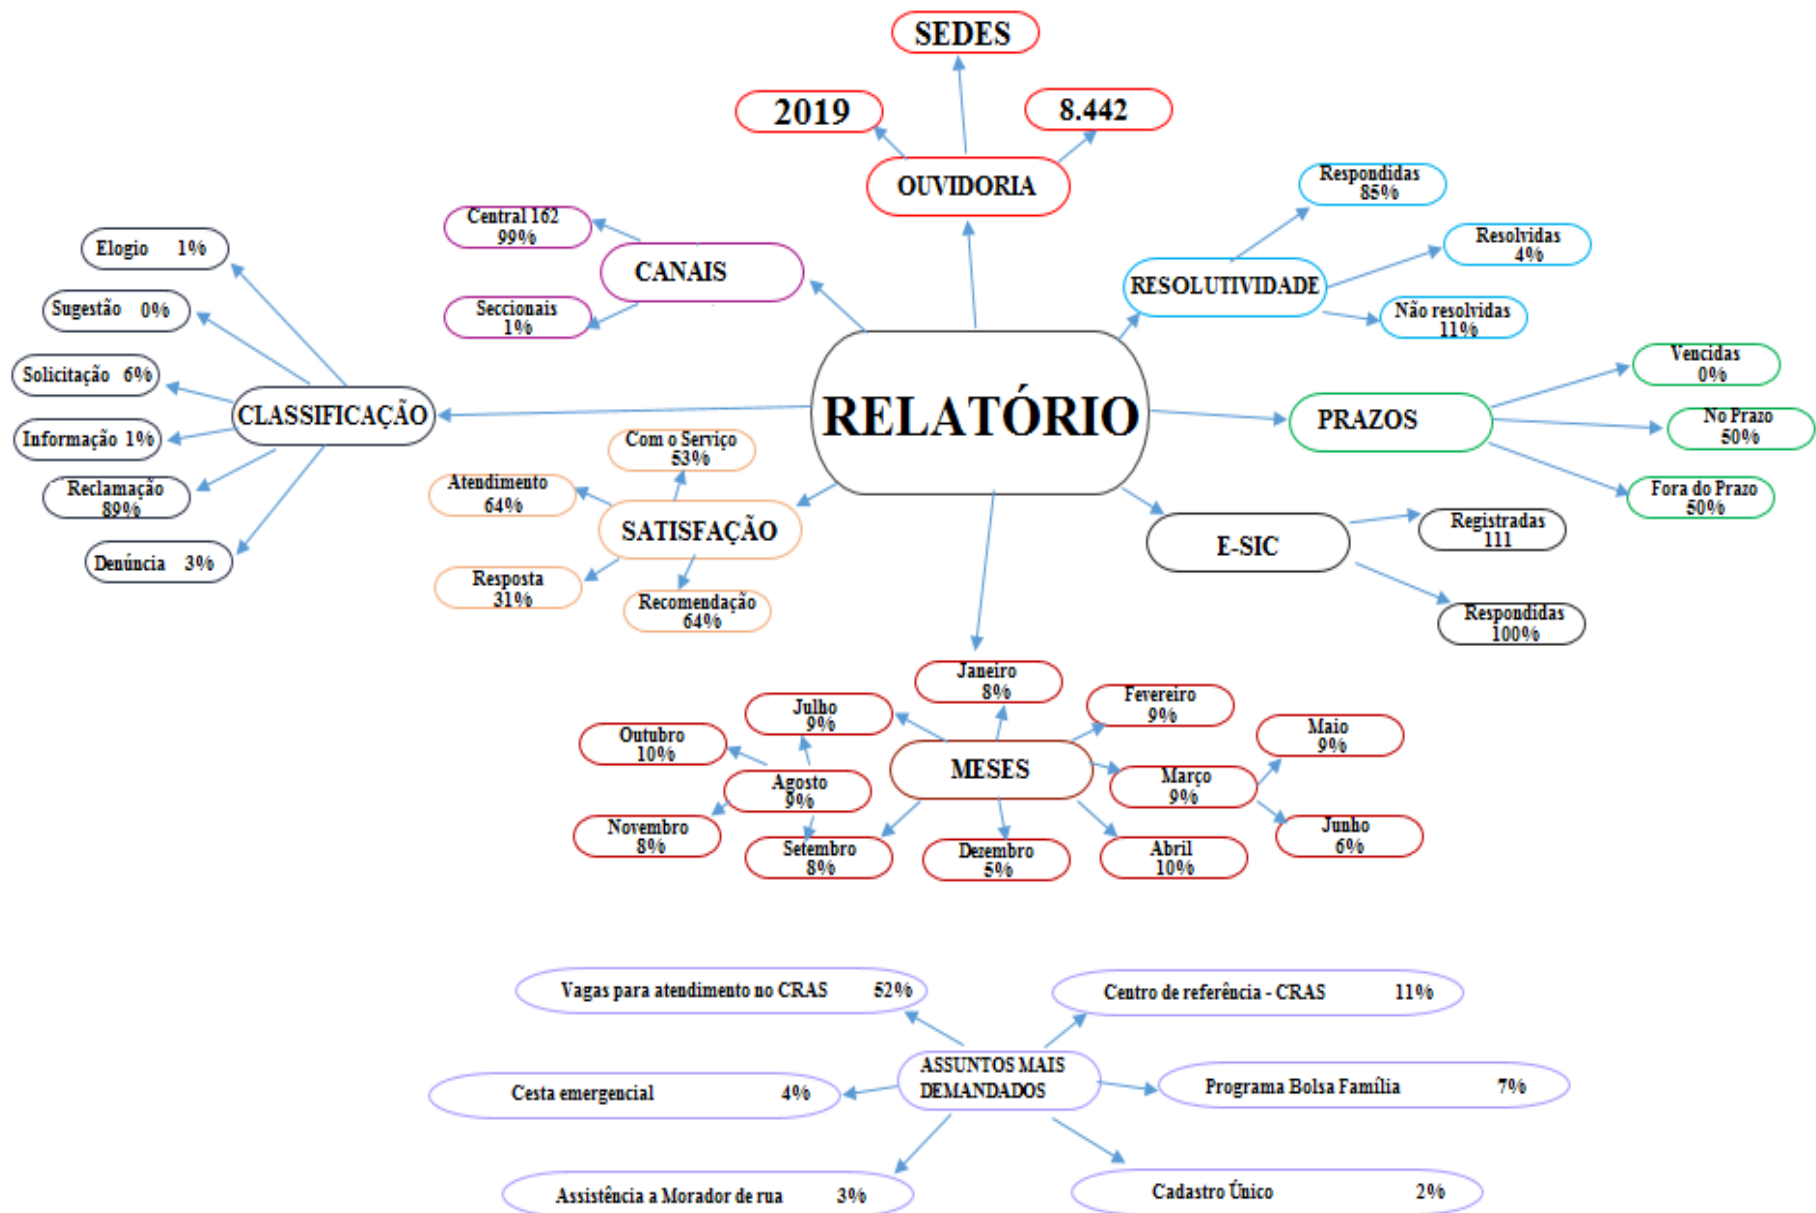 SEDES
2019
8.442
OUVIDORIA
Respondidas
85%
Resolvidas
4%
RESOLUTIVIDADE
Não resolvidas
11%
Central 162
99%
CANAIS
Seccionais
1%
Elogio 1%
Sugestão 0%
Solicitação 6%
Informação 1%
Reclamação
89%
Denúncia 3%
CLASSIFICAÇÃO
RELATÓRIO
Vencidas
0%
PRAZOS
No Prazo
50%
Fora do Prazo
50%
Com o Serviço
53%
Atendimento
64%
SATISFAÇÃO
Resposta
31%
Recomendação
64%
E-SIC
Registradas
111
Respondidas
100%
Janeiro
8%
Fevereiro
9%
Julho
9%
Maio
9%
Outubro
10%
MESES
Março
9%
Agosto
9%
Novembro
8%
Setembro
8%
Dezembro
5%
Abril
10%
Junho
6%
Vagas para atendimento no CRAS 52%
Centro de referência - CRAS 11%
ASSUNTOS MAIS
DEMANDADOS
Cesta emergencial 4%
Programa Bolsa Família 7%
Assistência a Morador de rua 3%
Cadastro Único 2%